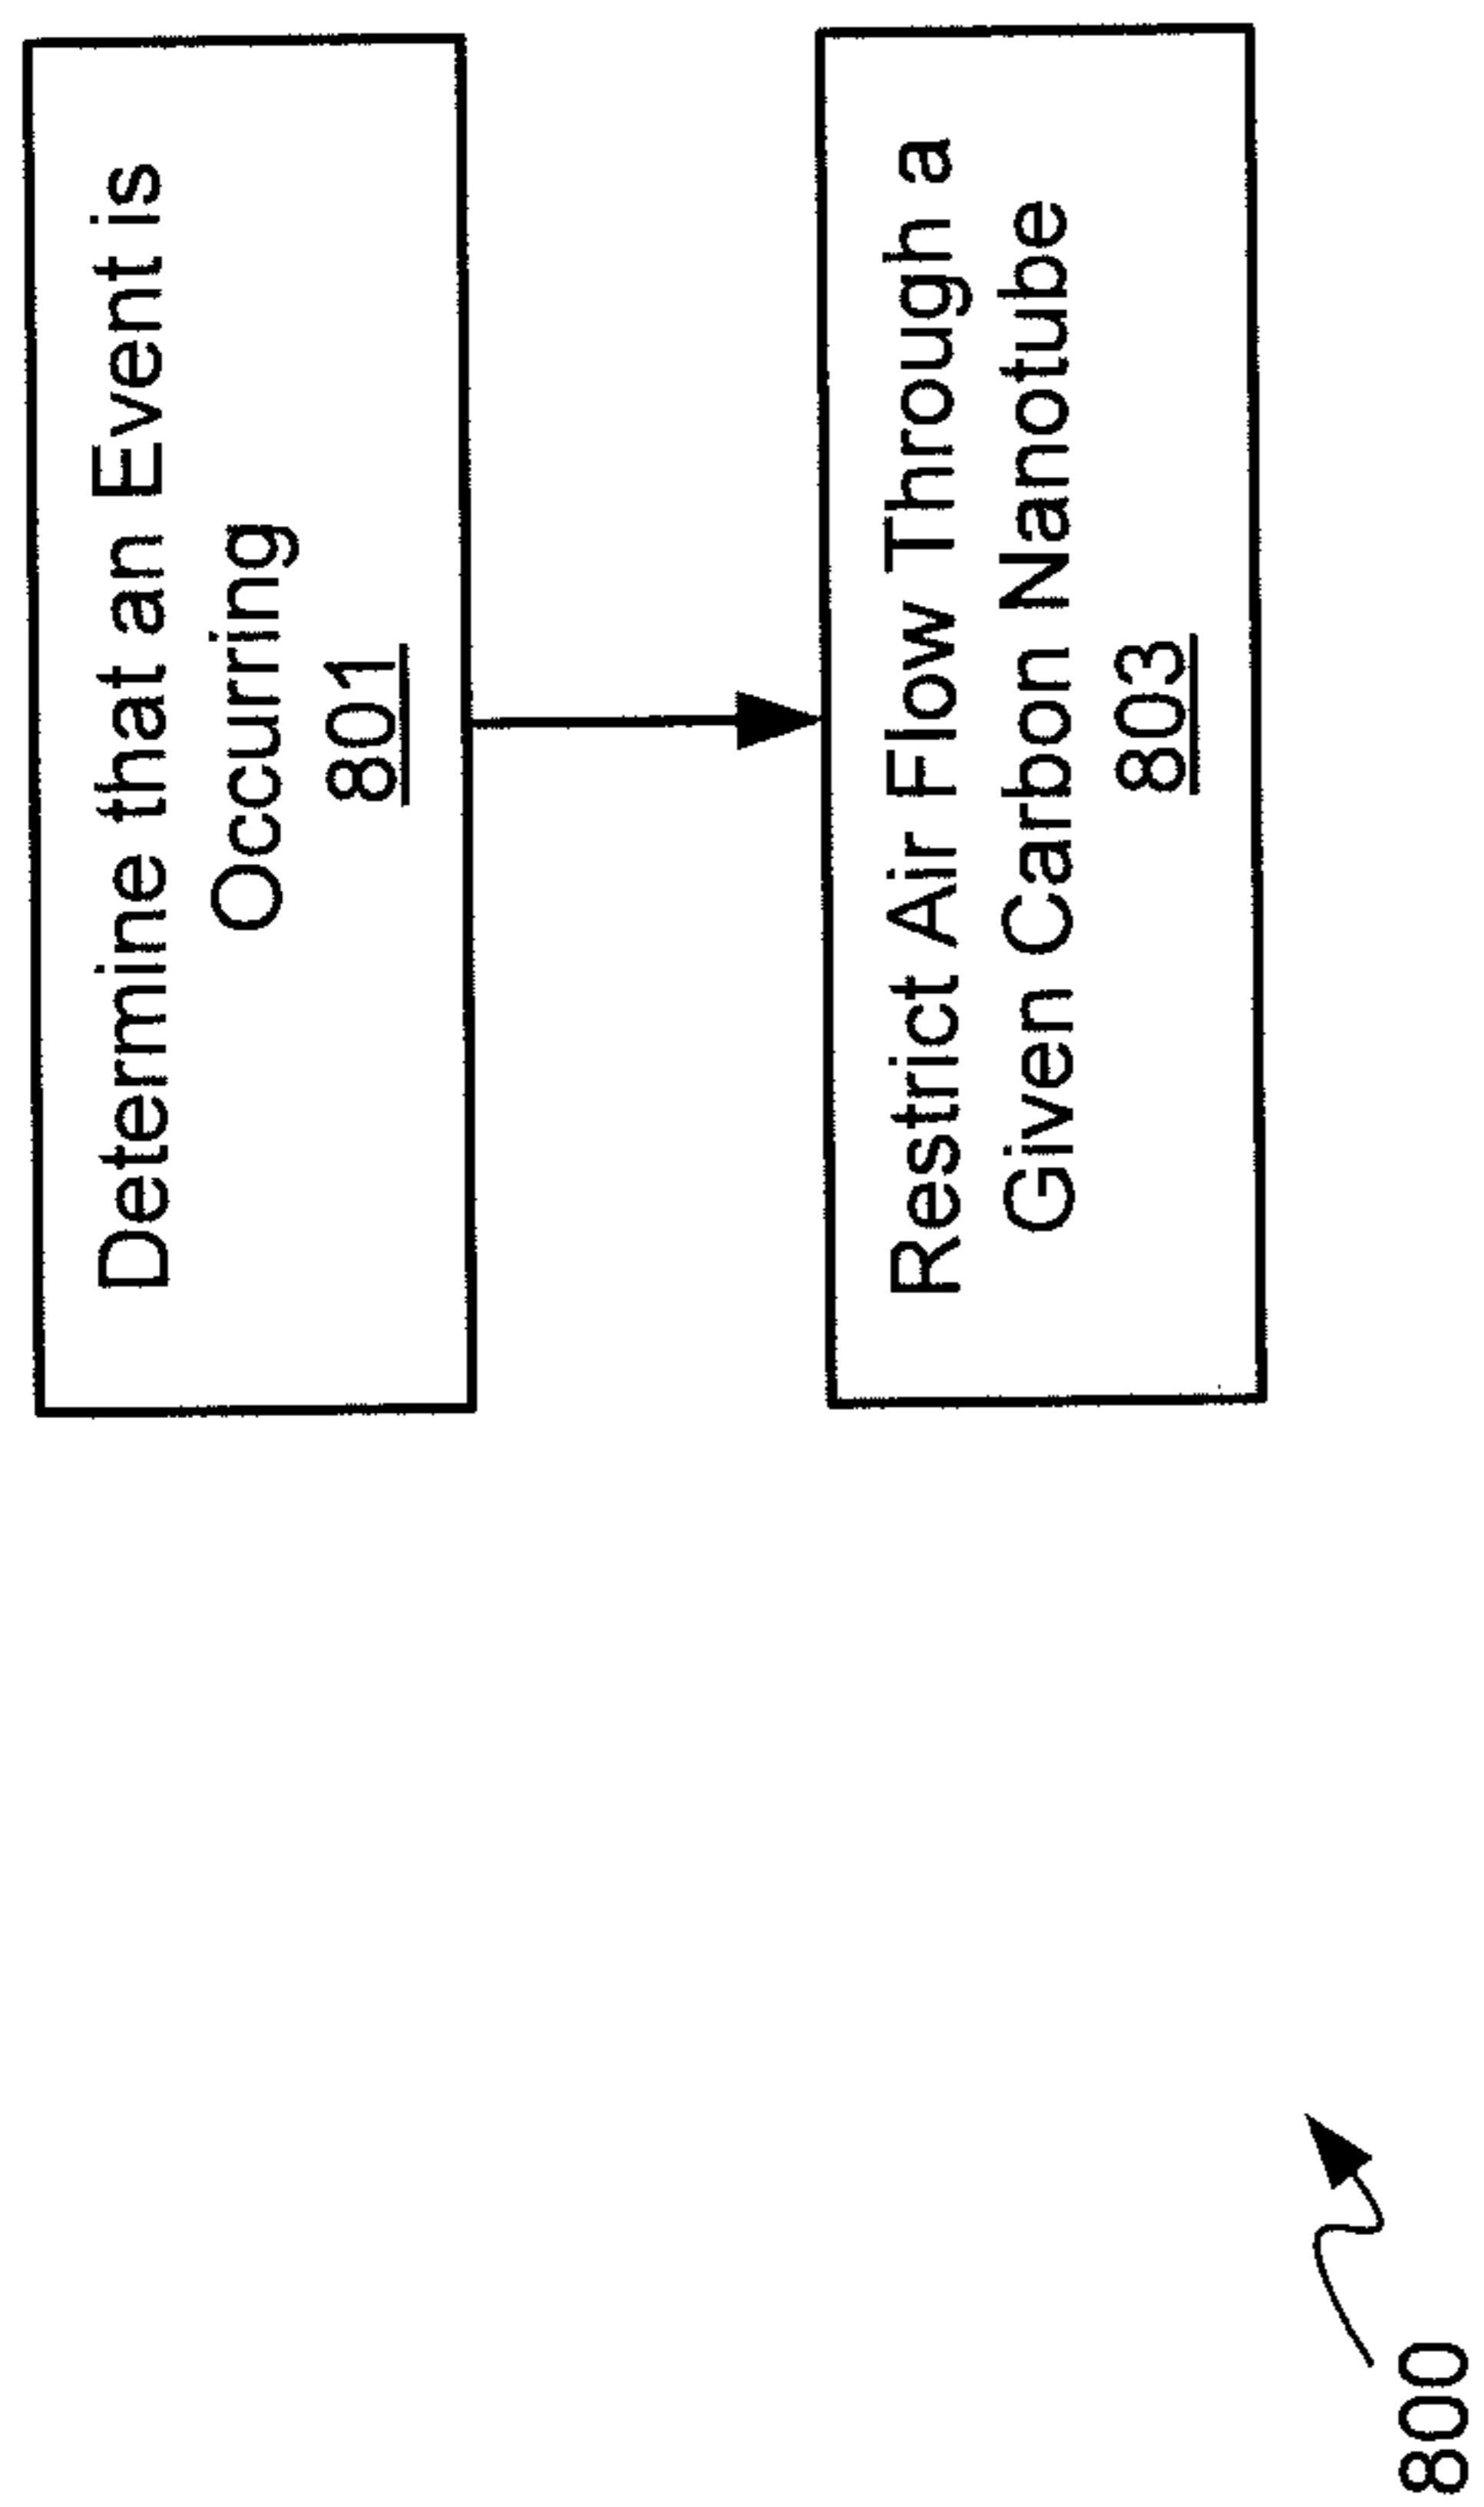 Determine that an Event is
Occurring
801
Restrict Air Flow Through a
Given Carbon Nanotube
803
800